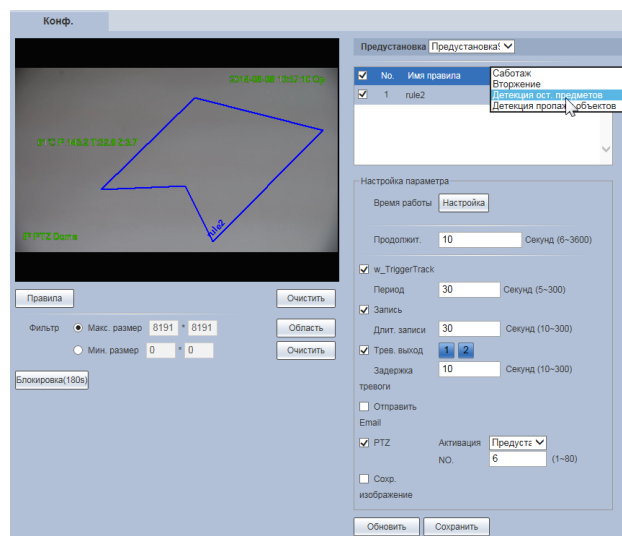 Конф.
Предустановка Предустановка
No. Имя правила
1 rule2
Саботаж
Вторжение
Детекция ост. предметов
Детекция пропаж. объектов
rule2
IP PTZ Dome
Правила Очистить
Фильтр Макс. размер 8191 * 8191 Область
Мин. размер 0 * 0 Очистить
Блокировка(180s)
Настройка параметра
Время работы Настройка
Продолжит. 10 Секунд (6~3600)
w_TriggerTrack
Период 30 Секунд (5~300)
Запись
Длит. записи 30 Секунд (10~300)
Трев. выход 1 2
Задержка 10 Секунд (10~300)
тревоги
Отправить
Email
PTZ Активация Предуста
NO. 6 (1~80)
Сохр.
изображение
Обновить Сохранить